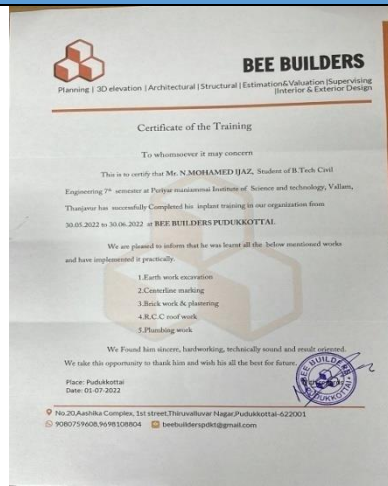 BEE BUILDERS
Planning | 3D elevation | Architectural | Structural | Estimation& Valuation |Supervising
|Interior & Exterior Design
Certificate of the Training
To whomsoever it may concern
This is to certify that Mr. N.MOHAMED IJAZ, Student of B.Tech Civil
Engineering 7th semester at Periyar maniammai Institute of Science and technology, Vallam,
Thanjavur has successfully Completed his inplant training in our organization from
30.05.2022 to 30.06.2022 at BEE BUILDERS PUDUKKOTTAI.
We are pleased to inform that he was learnt all the below mentioned works
and have implemented it practically.
1.Earth work excavation
2.Centerline marking
3.Brick work & plastering
4.R.C.C roof work
5.Plumbing work
We Found him sincere, hardworking, technically sound and result oriented.
We take this opportunity to thank him and wish his all the best for future.
Place: Pudukkottai
Date: 01-07-2022
BEE BUILDERS
No.20,Aashika Complex, 1st street,Thiruvalluvar Nagar,Pudukkottai-622001
9080759608,9698108804 beebuilderspdkt@gmail.com